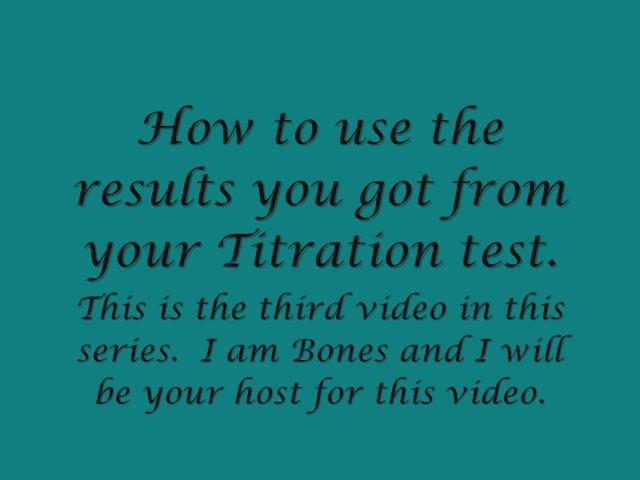 How to use the
results you got from
your Titration test.
This is the third video in this
series.  I am Bones and I will
be your host for this video.